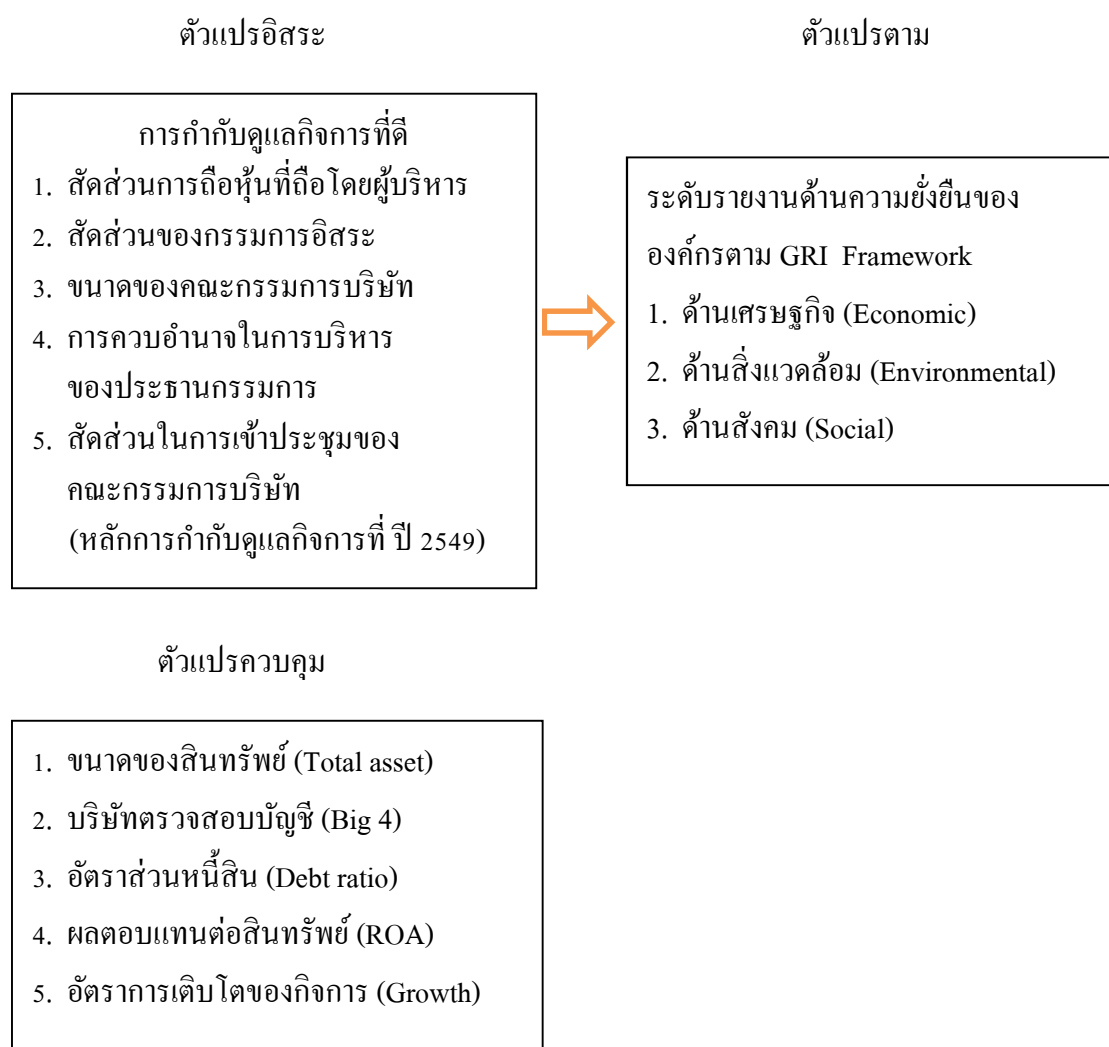 ตัวแปรอิสระ
ตัวแปรตาม
การกำกับดูแลกิจการที่ดี
1. สัดส่วนการถือหุ้นที่ถือโดยผู้บริหาร
2. สัดส่วนของกรรมการอิสระ
3. ขนาดของคณะกรรมการบริษัท
4. การควบอำนาจในการบริหาร
ของประธานกรรมการ
5. สัดส่วนในการเข้าประชุมของ
คณะกรรมการบริษัท
(หลักการกำกับดูแลกิจการที่ ปี 2549)
ระดับรายงานด้านความยั่งยืนของ
องค์กรตาม GRI Framework
1. ด้านเศรษฐกิจ (Economic)
2. ด้านสิ่งแวดล้อม (Environmental)
3. ด้านสังคม (Social)
ตัวแปรควบคุม
1. ขนาดของสินทรัพย์ (Total asset)
2. บริษัทตรวจสอบบัญชี (Big 4)
3. อัตราส่วนหนี้สิน (Debt ratio)
4. ผลตอบแทนต่อสินทรัพย์ (ROA)
5. อัตราการเติบโตของกิจการ (Growth)